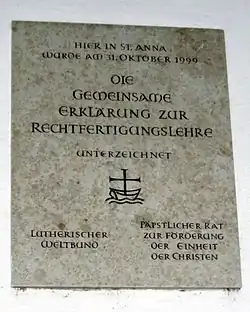 HIER IN ST. ANNA
WURDE AM 31. OKTOBER 1999
DIE
GEMEINSAME
ERKLÄRUNG ZUR
RECHTFERTIGUNGSLEHRE
UNTERZEICHNET
LUTHERISCHER
WELTBUND
PÄPSTLICHER RAT
ZUR FÖRDERUNG
DER EINHEIT
DER CHRISTEN